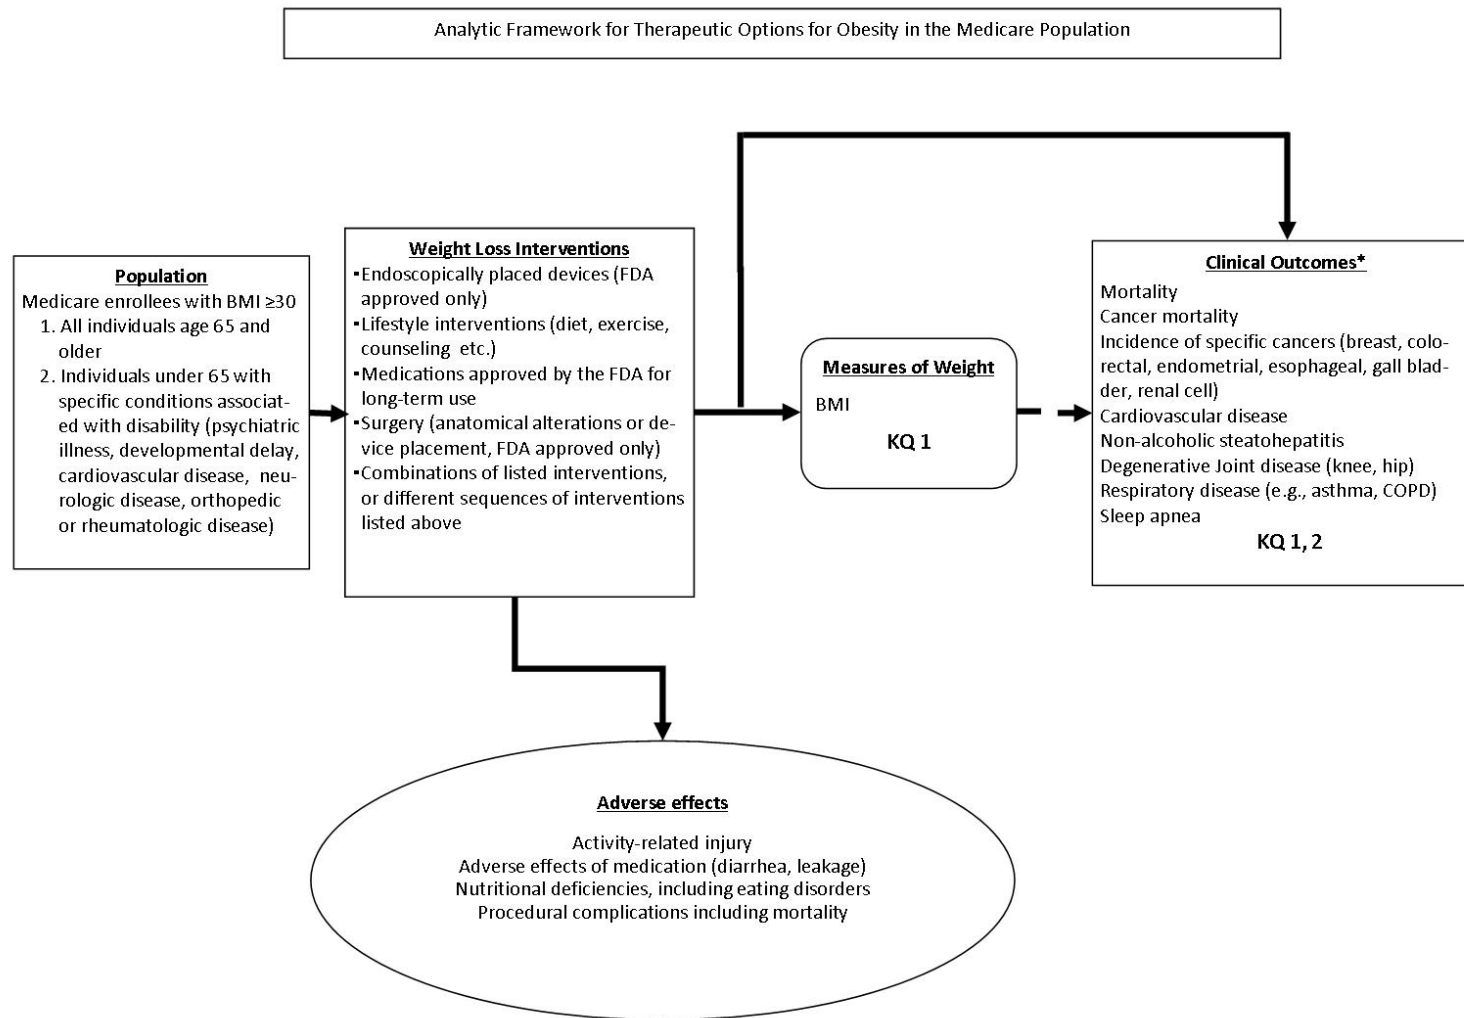 Analytic Framework for Therapeutic Options for Obesity in the Medicare Population
Population
Medicare enrollees with BMI ≥30
1. All individuals age 65 and
older
2. Individuals under 65 with
specific conditions associat-
ed with disability (psychiatric
illness, developmental delay,
cardiovascular disease, neu-
rologic disease, orthopedic
or rheumatologic disease)
Weight Loss Interventions
▪Endoscopically placed devices (FDA
approved only)
▪Lifestyle interventions (diet, exercise,
counseling etc.)
▪Medications approved by the FDA for
long-term use
▪Surgery (anatomical alterations or de-
vice placement, FDA approved only)
▪Combinations of listed interventions,
or different sequences of interventions
listed above
Measures of Weight
BMI
KQ 1
Clinical Outcomes*
Mortality
Cancer mortality
Incidence of specific cancers (breast, colo-
rectal, endometrial, esophageal, gall blad-
der, renal cell)
Cardiovascular disease
Non-alcoholic steatohepatitis
Degenerative Joint disease (knee, hip)
Respiratory disease (e.g., asthma, COPD)
Sleep apnea
KQ 1, 2
Adverse effects
Activity-related injury
Adverse effects of medication (diarrhea, leakage)
Nutritional deficiencies, including eating disorders
Procedural complications including mortality